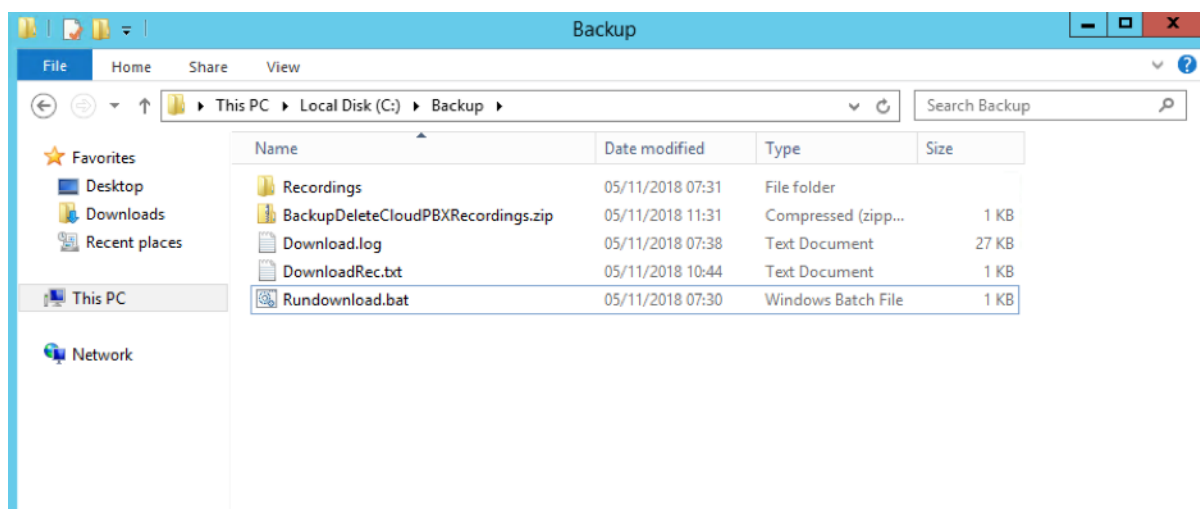 Backup
File Home Share View
This PC Local Disk (C:) Backup Search Backup
Favorites
Desktop
Downloads
Recent places
This PC
Network
Name Date modified Type Size
Recordings 05/11/2018 07:31 File folder
BackupDeleteCloudPBXRecordings.zip 05/11/2018 11:31 Compressed (zipp... 1 KB
Download.log 05/11/2018 07:38 Text Document 27 KB
DownloadRec.txt 05/11/2018 10:44 Text Document 1 KB
Rundownload.bat 05/11/2018 07:30 Windows Batch File 1 KB